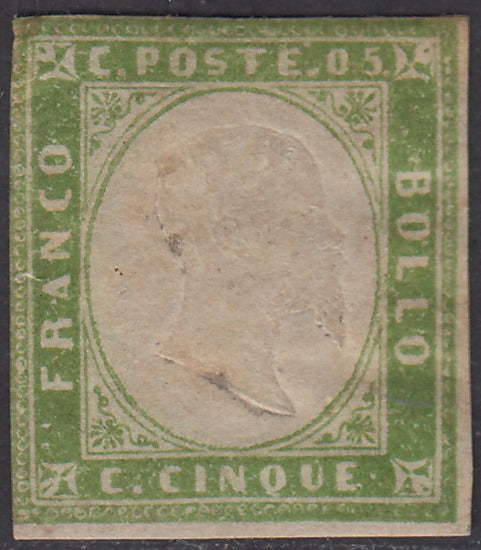 C. POSTE. 05.
FRANCO
BOLLO
C. CINQUE